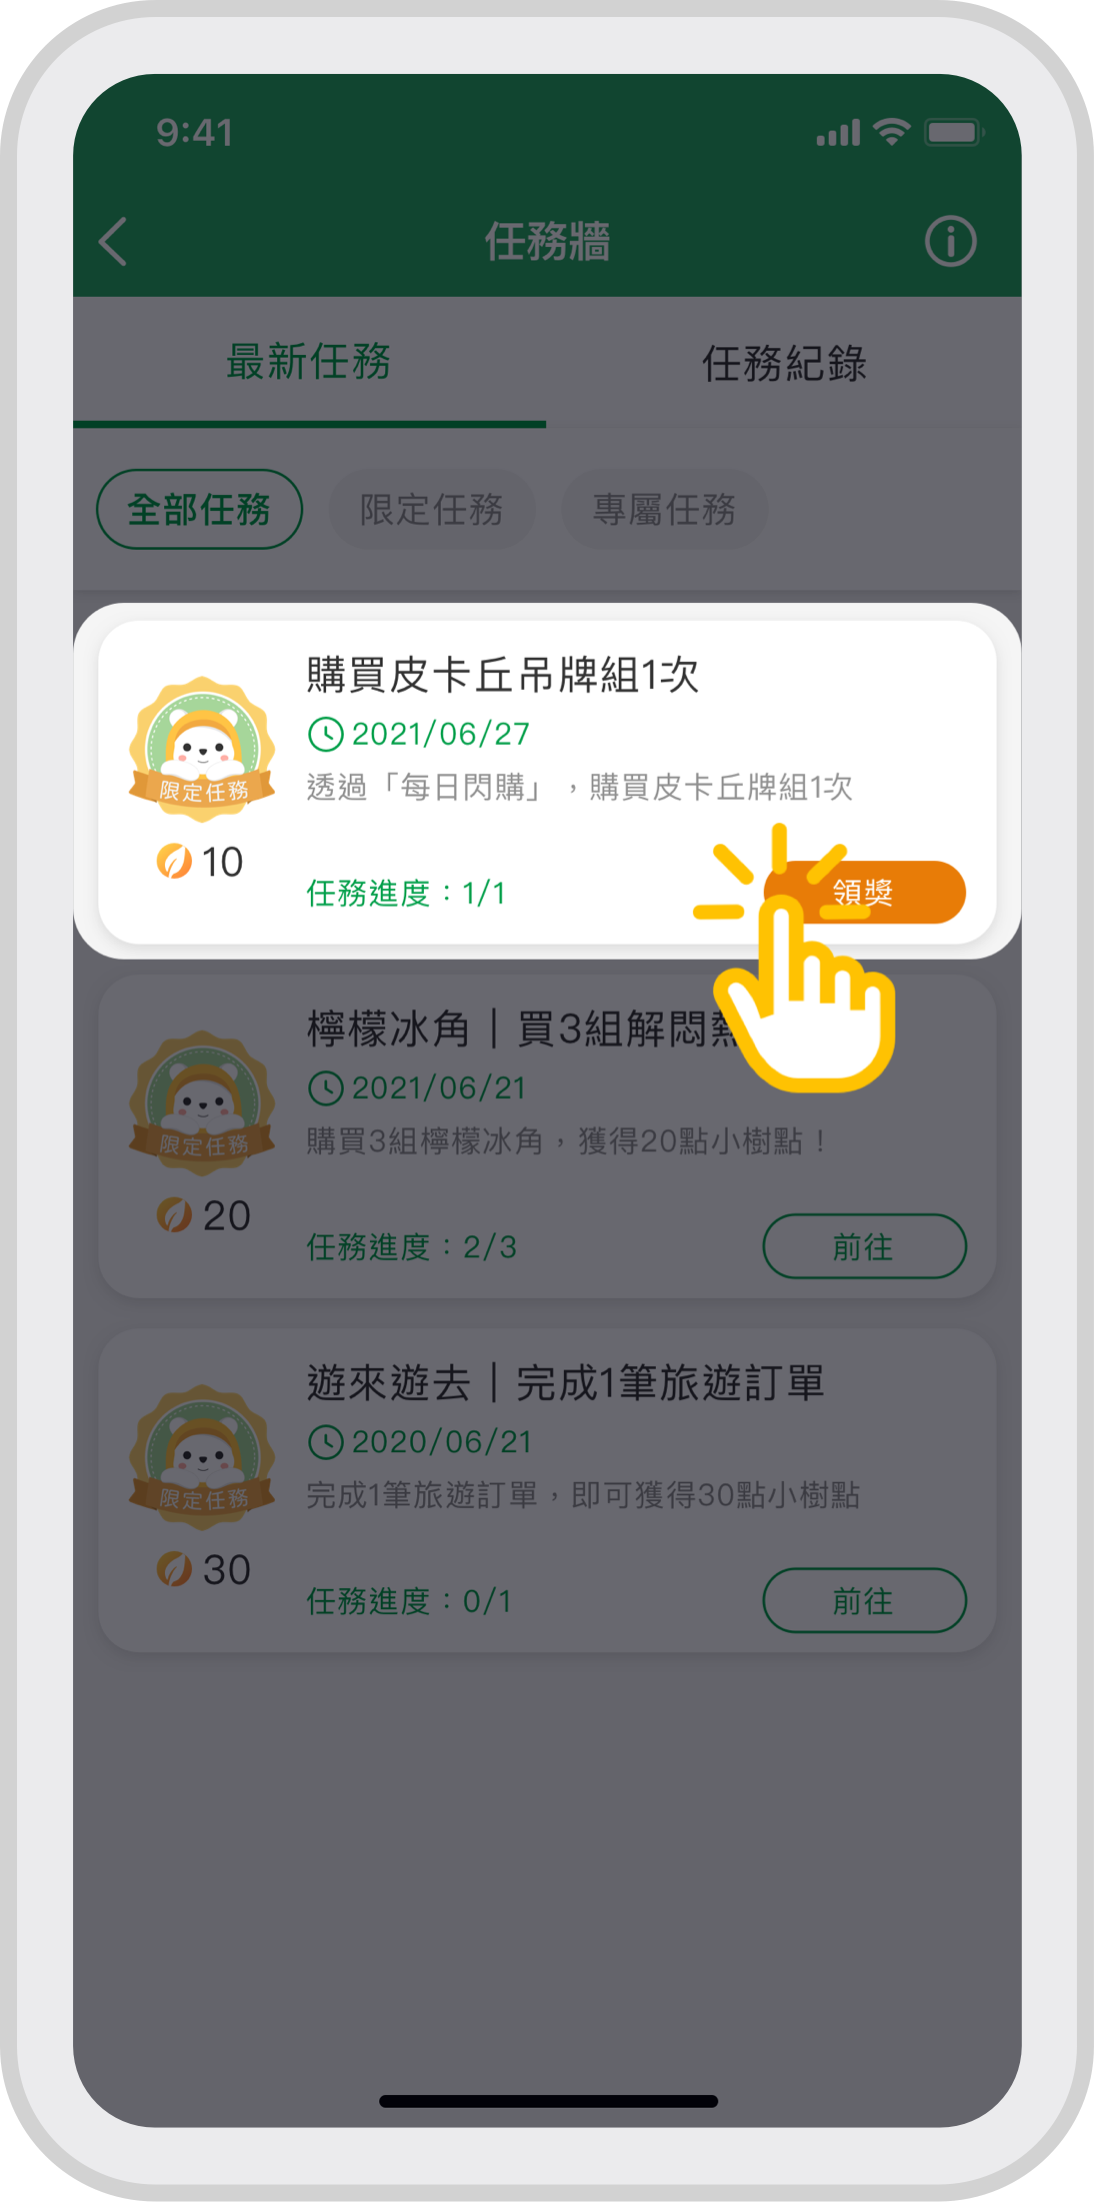 9:41
任務牆
最新任務
任務紀錄
全部任務
限定任務
專屬任務
購買皮卡丘吊牌組1次
2021/06/27
透過「每日閃購」，購買皮卡丘牌組1次
限定任務
10
任務進度：1/1
領獎
檸檬冰角｜買3組解悶
2021/06/21
購買3組檸檬冰角，獲得20點小樹點！
限定任務
20
任務進度：2/3
前往
遊來遊去｜完成1筆旅遊訂單
2020/06/21
完成1筆旅遊訂單，即可獲得30點小樹點
限定任務
30
任務進度：0/1
前往